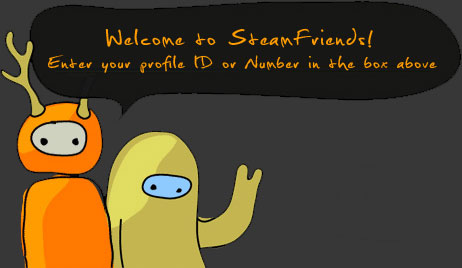 Welcome to SteamFriends!
Enter your profile ID or Number in the box above